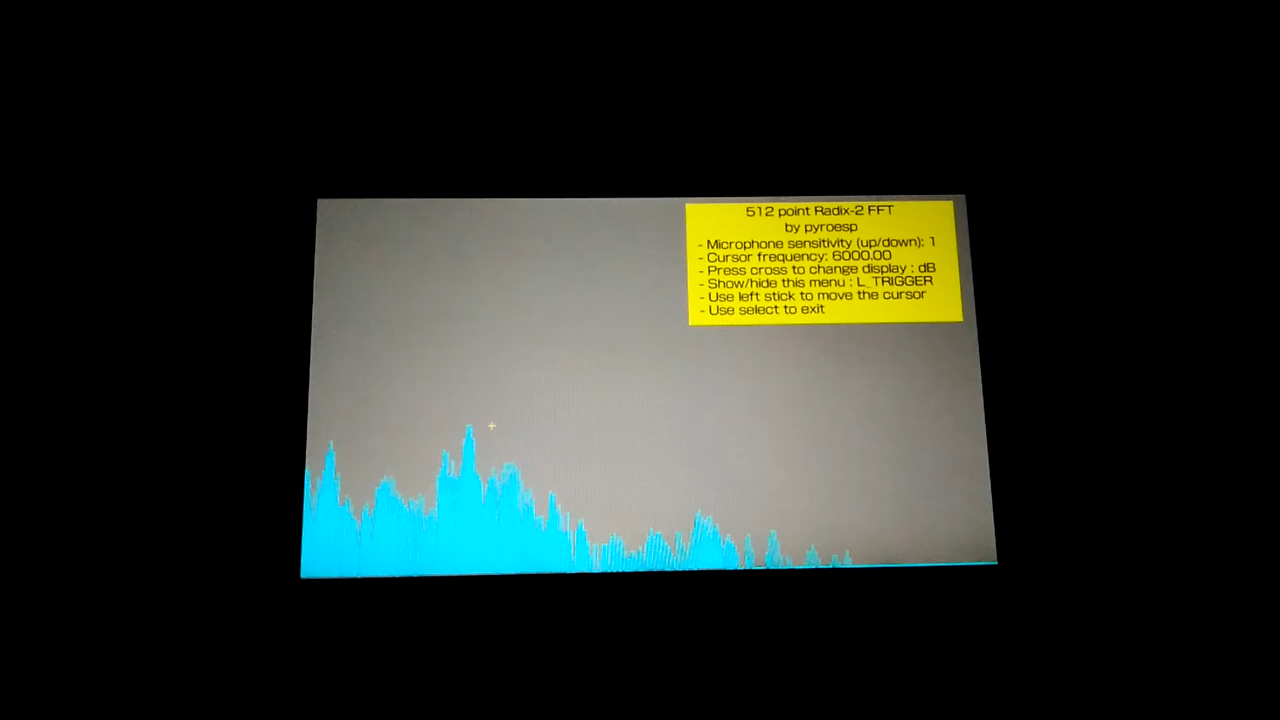 512 point Radix-2 FFT
by pyroesp
- Microphone sensitivity (up/down): 1
- Cursor frequency: 6000.00
- Press cross to change display : dB
- Show/hide this menu : L_TRIGGER
- Use left stick to move the cursor
- Use select to exit